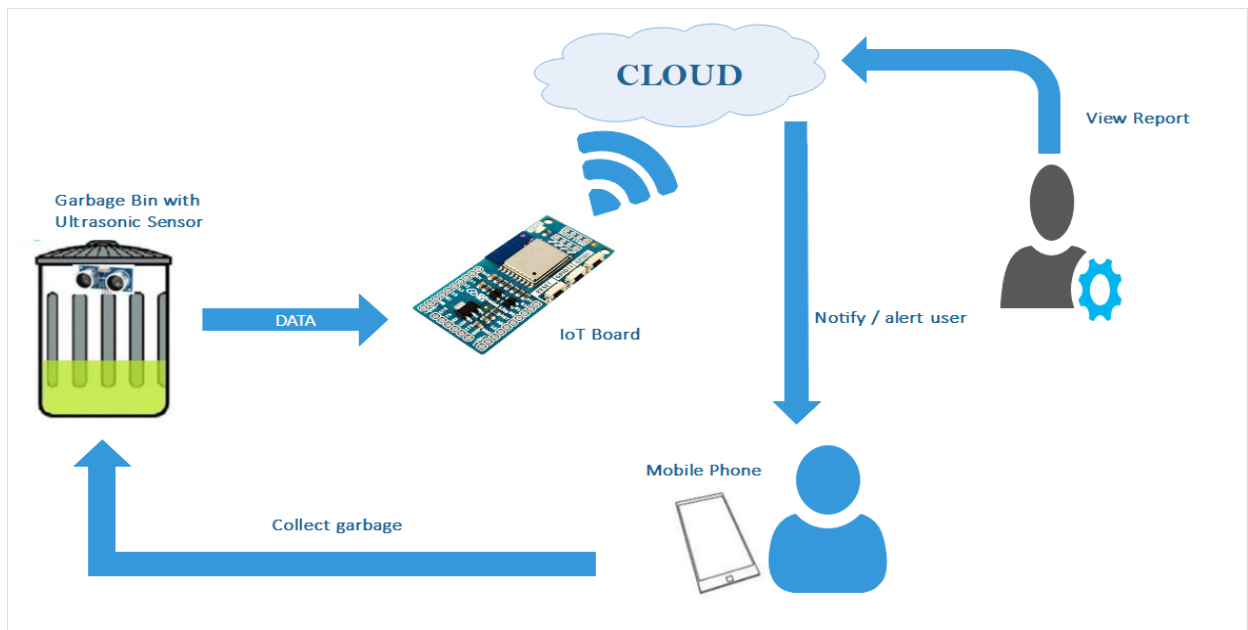 CLOUD
View Report
Garbage Bin with
Ultrasonic Sensor
DATA
IoT Board
Notify / alert user
Mobile Phone
Collect garbage